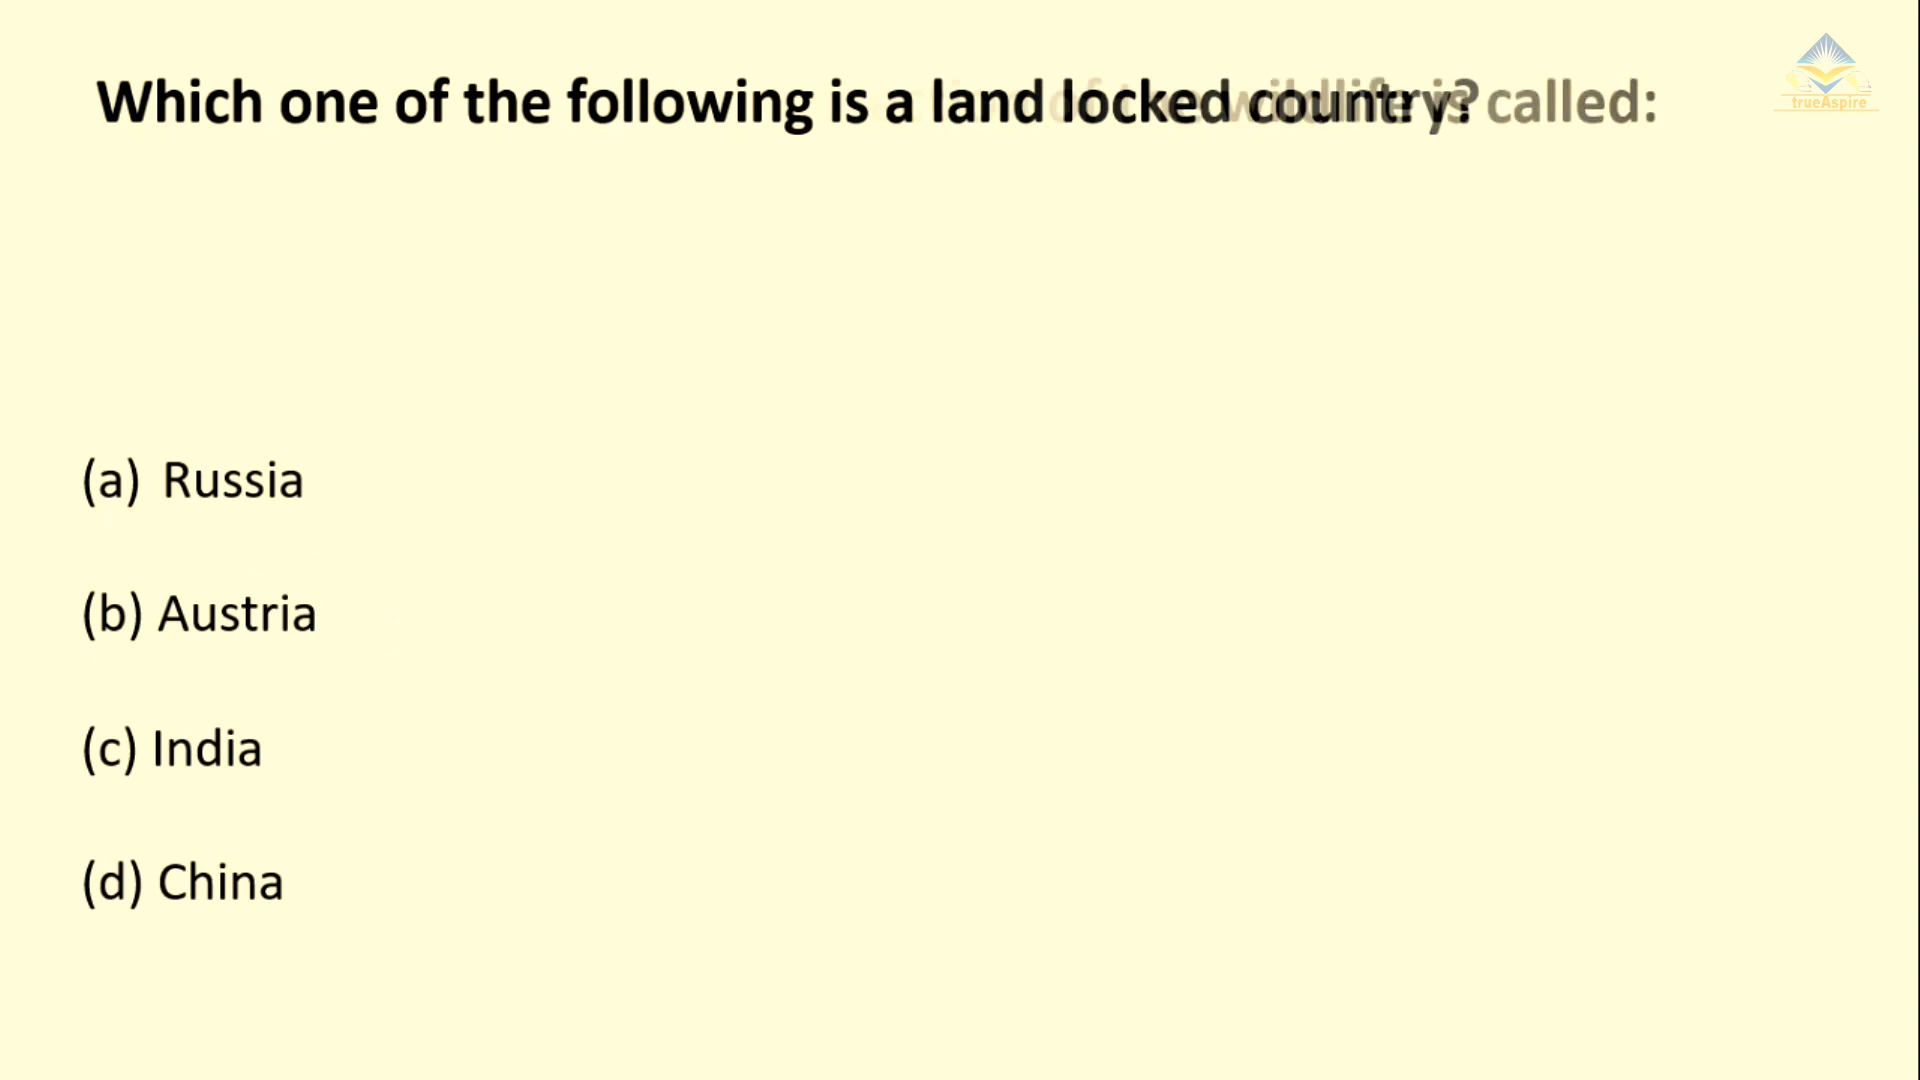 Which one of the following is a land locked country? called:
trueAspire
(a) Russia
(b) Austria
(c) India
(d) China